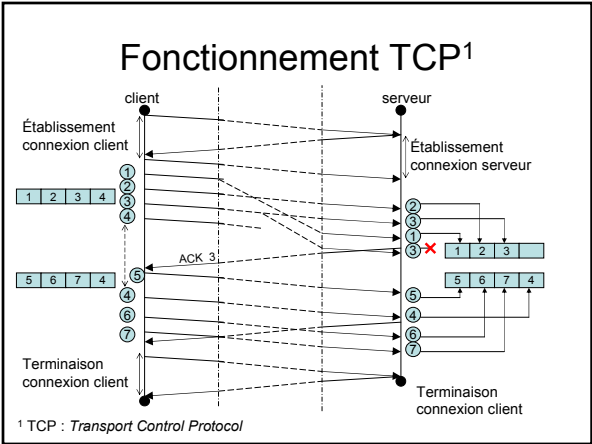 Fonctionnement TCP1
client
serveur
Établissement
connexion client
Établissement
connexion serveur
1
2
3
4
1 2 3 4
2
3
1
3
1 2 3
ACK 3
5
5 6 7 4
5 6 7 4
4
6
7
5
4
6
7
Terminaison
connexion client
Terminaison
connexion client
1 TCP : Transport Control Protocol